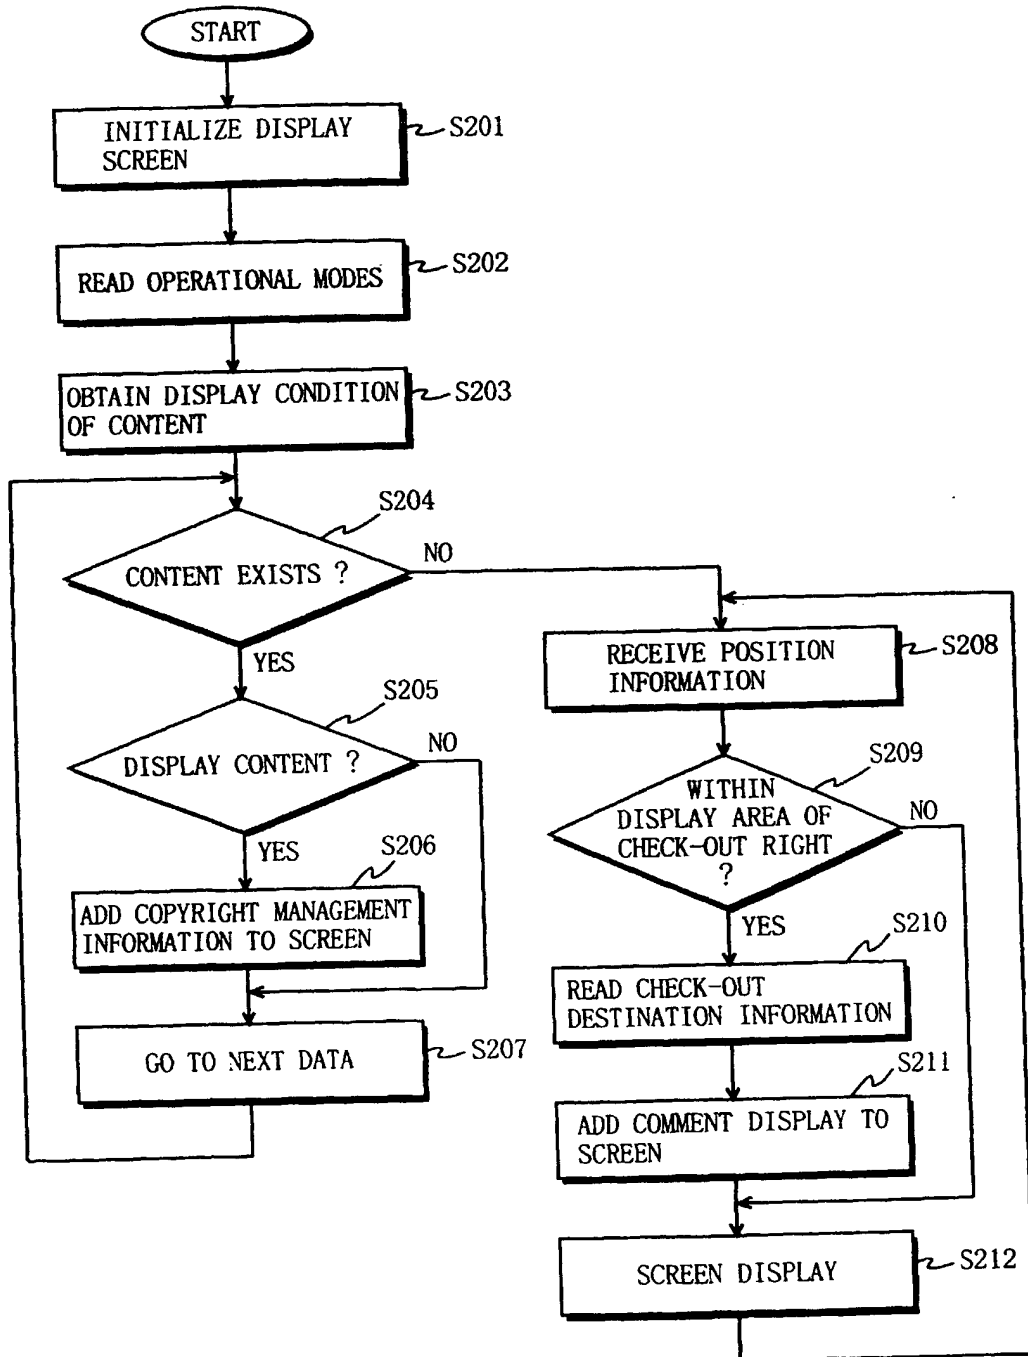 START
INITIALIZE DISPLAY
SCREEN
S201
READ OPERATIONAL MODES
S202
OBTAIN DISPLAY CONDITION
OF CONTENT
S203
S204
CONTENT EXISTS ?
NO
YES
S205
DISPLAY CONTENT ?
NO
YES
S206
ADD COPYRIGHT MANAGEMENT
INFORMATION TO SCREEN
GO TO NEXT DATA
S207
RECEIVE POSITION
INFORMATION
S208
S209
WITHIN
DISPLAY AREA OF
CHECK-OUT RIGHT
?
NO
YES
S210
READ CHECK-OUT
DESTINATION INFORMATION
S211
ADD COMMENT DISPLAY TO
SCREEN
SCREEN DISPLAY
S212